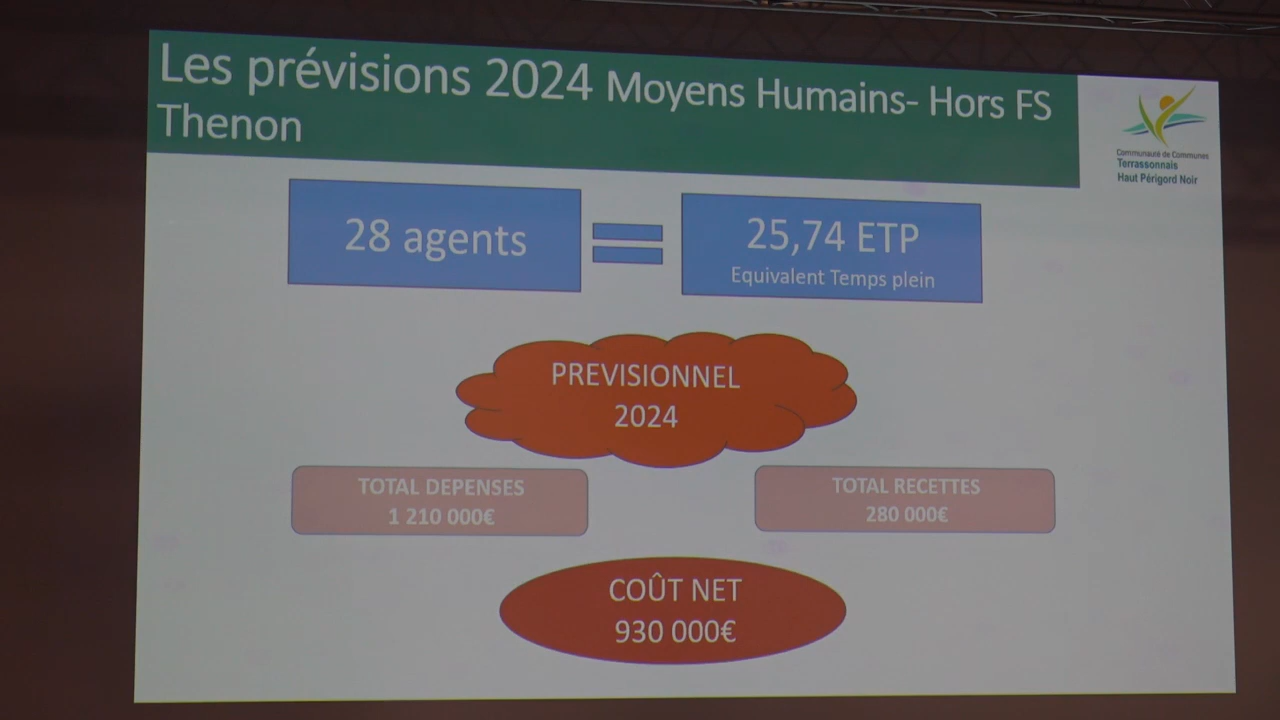 Les prévisions 2024 Moyens Humains- Hors FS
Thenon
Communauté de Communes
Terrassonnais
Haut Périgord Noir
28 agents
25,74 ETP
Equivalent Temps plein
PREVISIONNEL
2024
TOTAL DEPENSES
1 210 000€
TOTAL RECETTES
280 000€
COÛT NET
930 000€